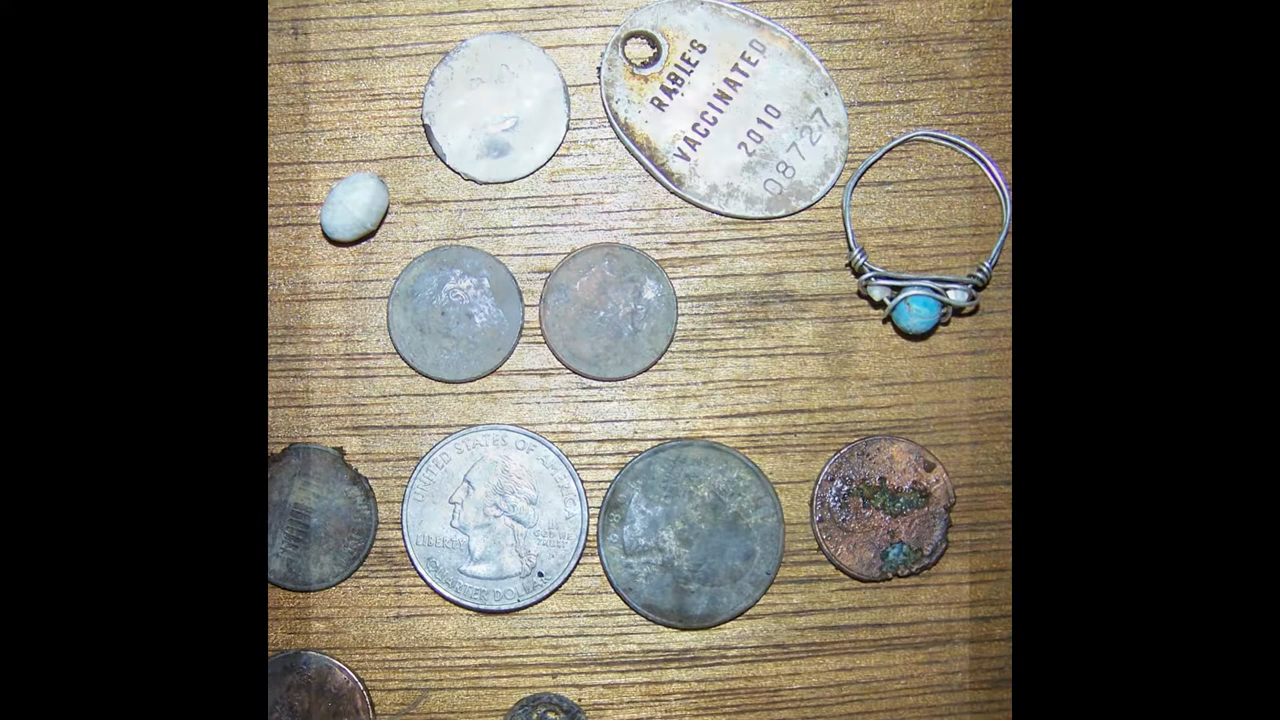 RABIES
VACCINATED
2010
08727
UNITED STATES OF AMERICA
LIBERTY
IN
GOD WE
TRUST
QUARTER DOLLAR